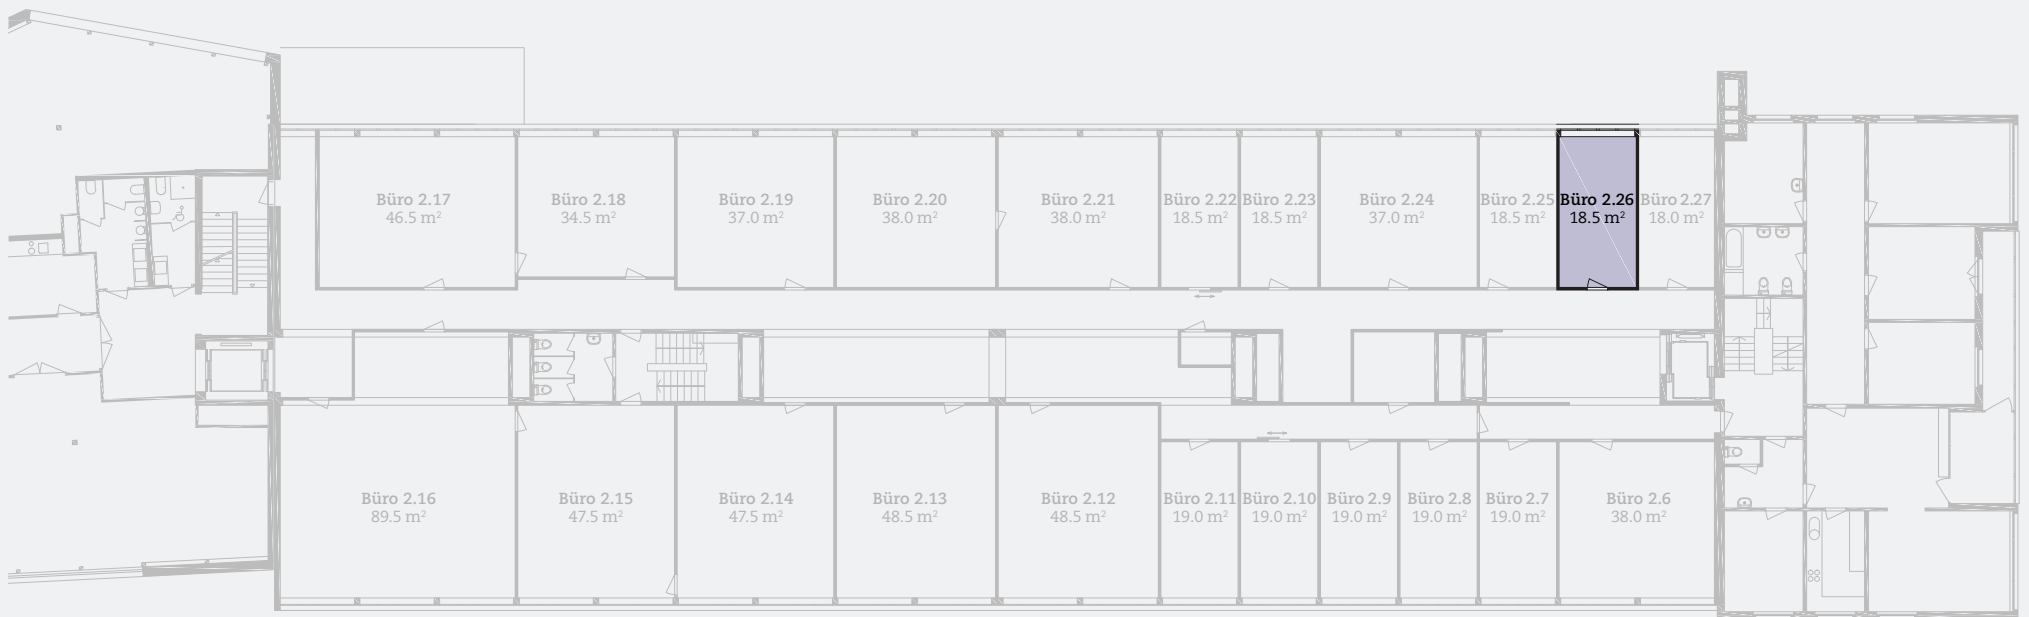 Büro 2.17
46.5 m²
Büro 2.18
34.5 m²
Büro 2.19
37.0 m²
Büro 2.20
38.0 m²
Büro 2.21
38.0 m²
Büro 2.22
18.5 m²
Büro 2.23
18.5 m²
Büro 2.24
37.0 m²
Büro 2.25
18.5 m²
Büro 2.26
18.5 m²
Büro 2.27
18.0 m²
Büro 2.16
89.5 m²
Büro 2.15
47.5 m²
Büro 2.14
47.5 m²
Büro 2.13
48.5 m²
Büro 2.12
48.5 m²
Büro 2.11
19.0 m²
Büro 2.10
19.0 m²
Büro 2.9
19.0 m²
Büro 2.8
19.0 m²
Büro 2.7
19.0 m²
Büro 2.6
38.0 m²